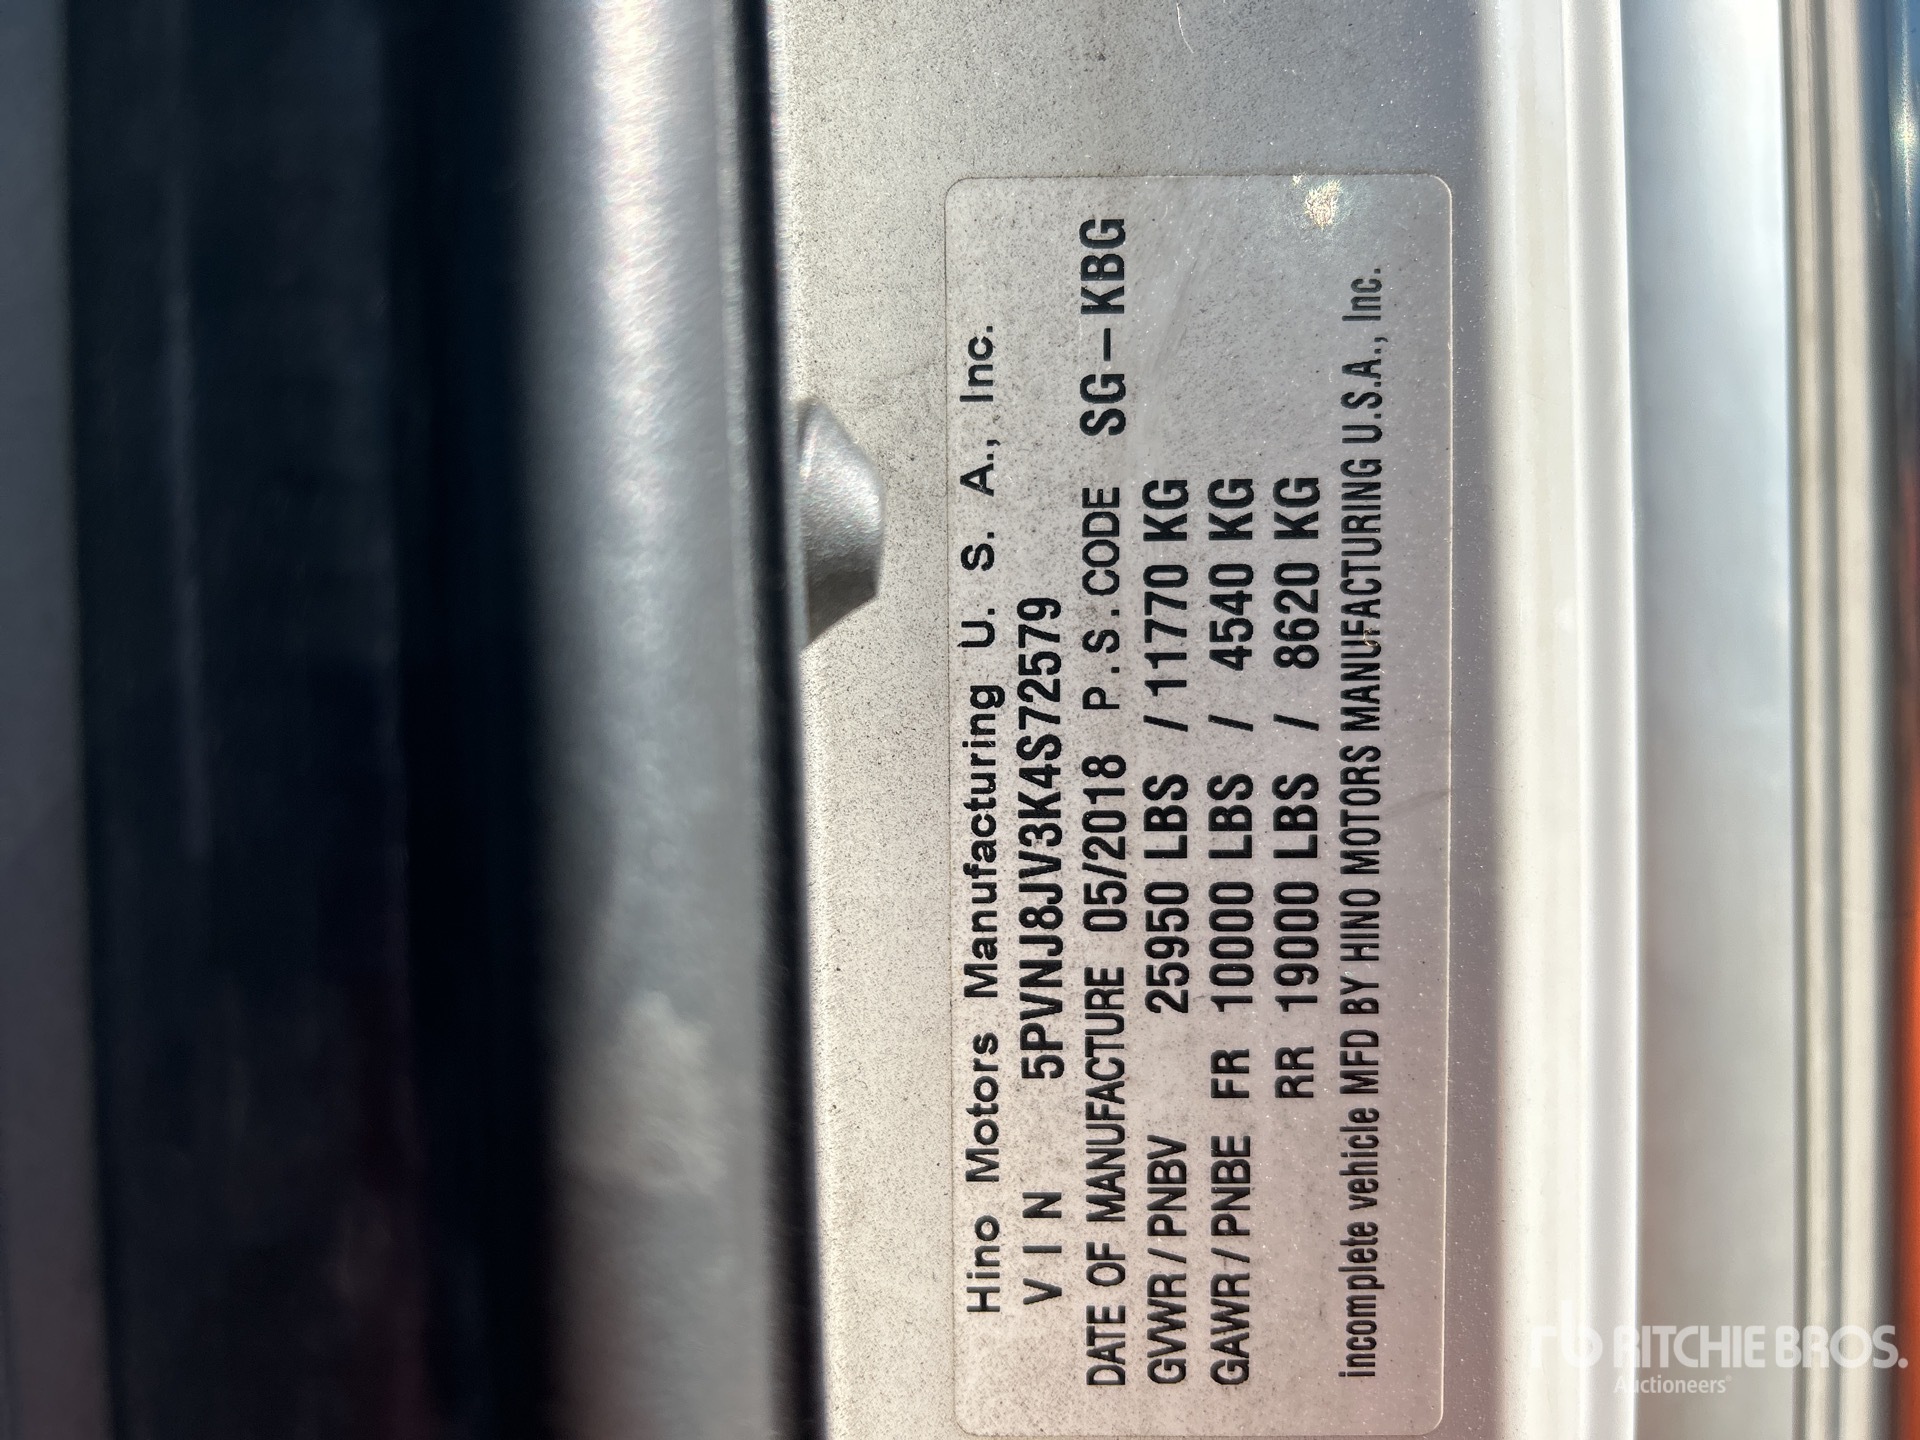 Hino Motors Manufacturing U. S. A., Inc.
VIN 5PVNJ8JV3K4S72579
DATE OF MANUFACTURE 05/2018 P.S.CODE SG-KBG
GVWR/PNBV 25950 LBS / 11770 KG
GAWR/PNBE FR 10000 LBS / 4540 KG
RR 19000 LBS / 8620 KG
incomplete vehicle MFD BY HINO MOTORS MANUFACTURING U.S.A., Inc.
RITCHIE BROS.
Auctioneers